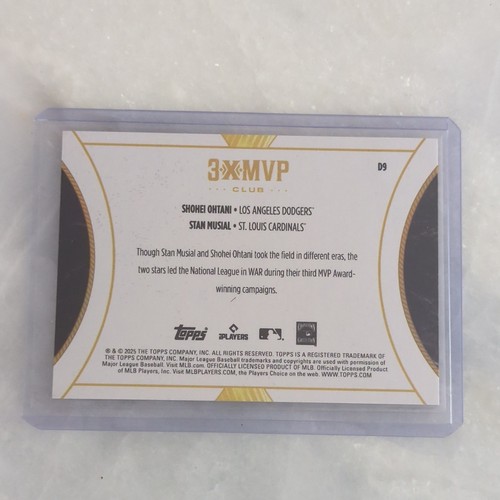 3XMVP
D9
CLUB
SHOHEI OHTANI • LOS ANGELES DODGERS™
STAN MUSIAL • ST. LOUIS CARDINALS™
Though Stan Musial and Shohei Ohtani took the field in different eras, the
two stars led the National League in WAR during their third MVP Award-
winning campaigns.
Topps PLAYERS
® & © 2025 THE TOPPS COMPANY, INC. ALL RIGHTS RESERVED. TOPPS IS A REGISTERED TRADEMARK OF
THE TOPPS COMPANY, INC. Major League Baseball trademarks and copyrights are used with permission of
Major League Baseball. Visit MLB.com. OFFICIALLY LICENSED PRODUCT OF MLB Players, Inc. Officially Licensed Product
of MLB Players, Inc. Visit MLBPLAYERS.COM, the Players Choice on the web. WWW.TOPPS.COM